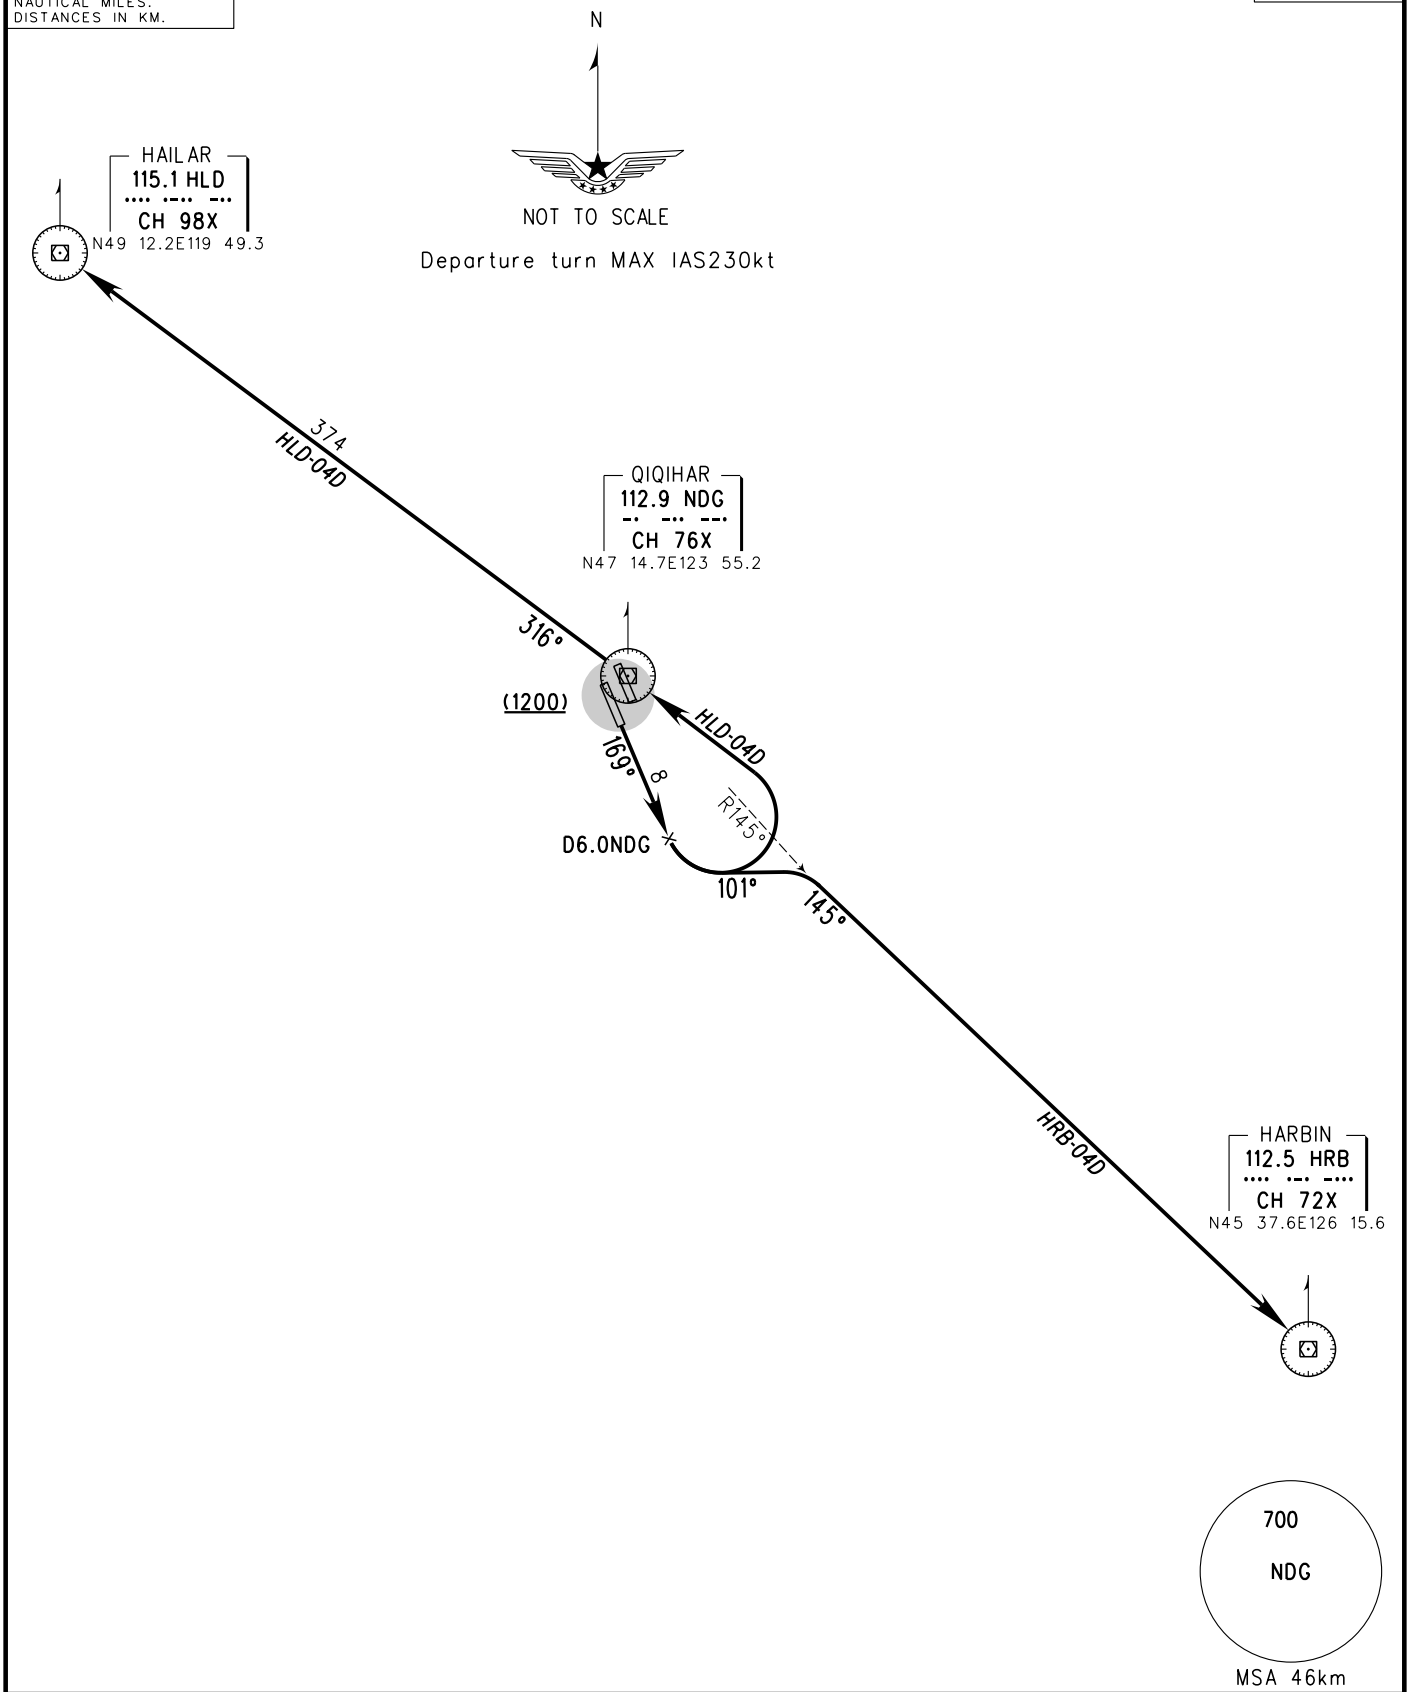 NAUTICAL MILES.
DISTANCES IN KM.
N
NOT TO SCALE
Departure turn MAX IAS230kt
HAILAR
115.1 HLD
CH 98X
N49 12.2E119 49.3
374
HLD-04D
QIQIHAR
112.9 NDG
CH 76X
N47 14.7E123 55.2
316°
(1200)
HLD-04D
169°
8
R145°
D6.0NDG
101°
145°
HRB-04D
HARBIN
112.5 HRB
CH 72X
N45 37.6E126 15.6
700
NDG
MSA 46km